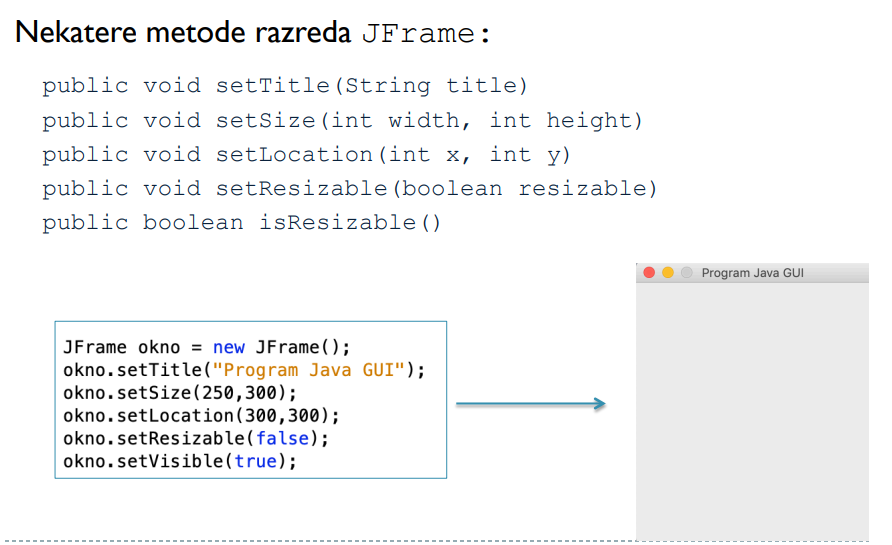 Nekatere metode razreda JFrame:
public void setTitle(String title)
public void setSize(int width, int height)
public void setLocation(int x, int y)
public void setResizable(boolean resizable)
public boolean isResizable()
Program Java GUI
JFrame okno = new JFrame();
okno.setTitle("Program Java GUI");
okno.setSize(250,300);
okno.setLocation(300,300);
okno.setResizable(false);
okno.setVisible(true);